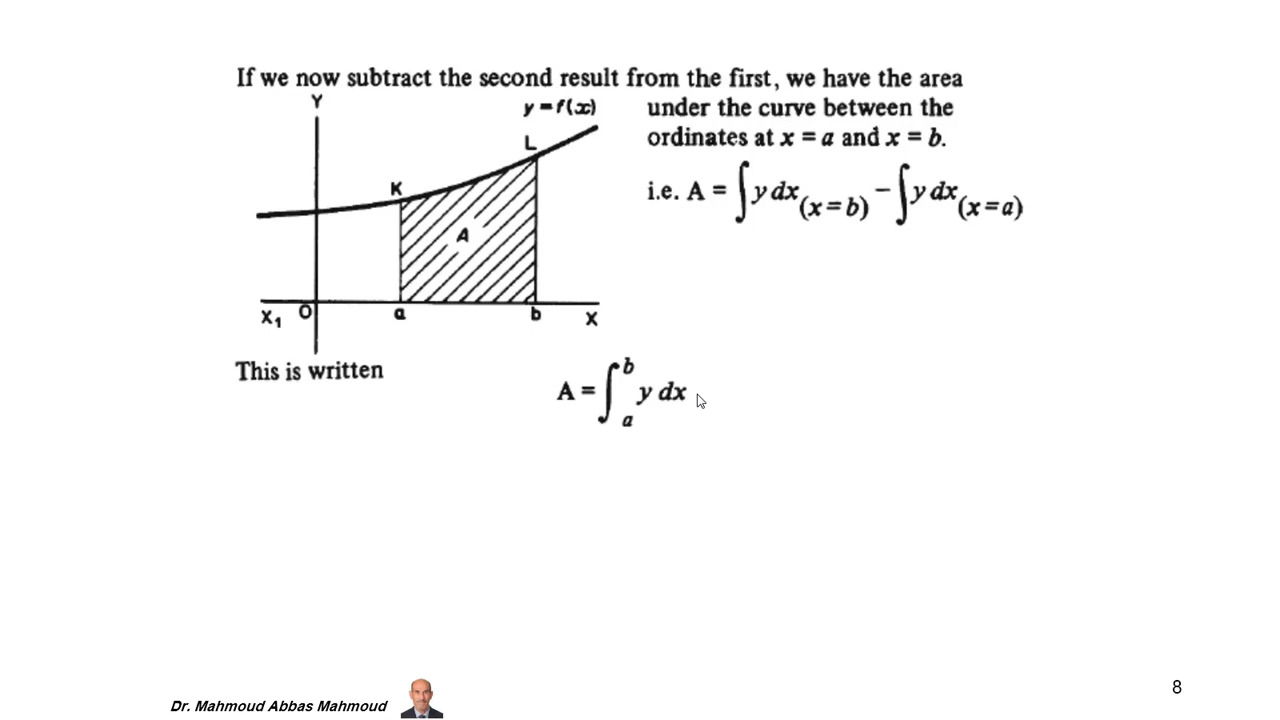 If we now subtract the second result from the first, we have the area
under the curve between the
ordinates at x = a and x = b.
i.e. A = ∫ y dx (x = b) − ∫ y dx (x = a)
Y
y = f(x)
L
K
A
X₁ O a b X
This is written
A = ∫ₐᵇ y dx
Dr. Mahmoud Abbas Mahmoud
8